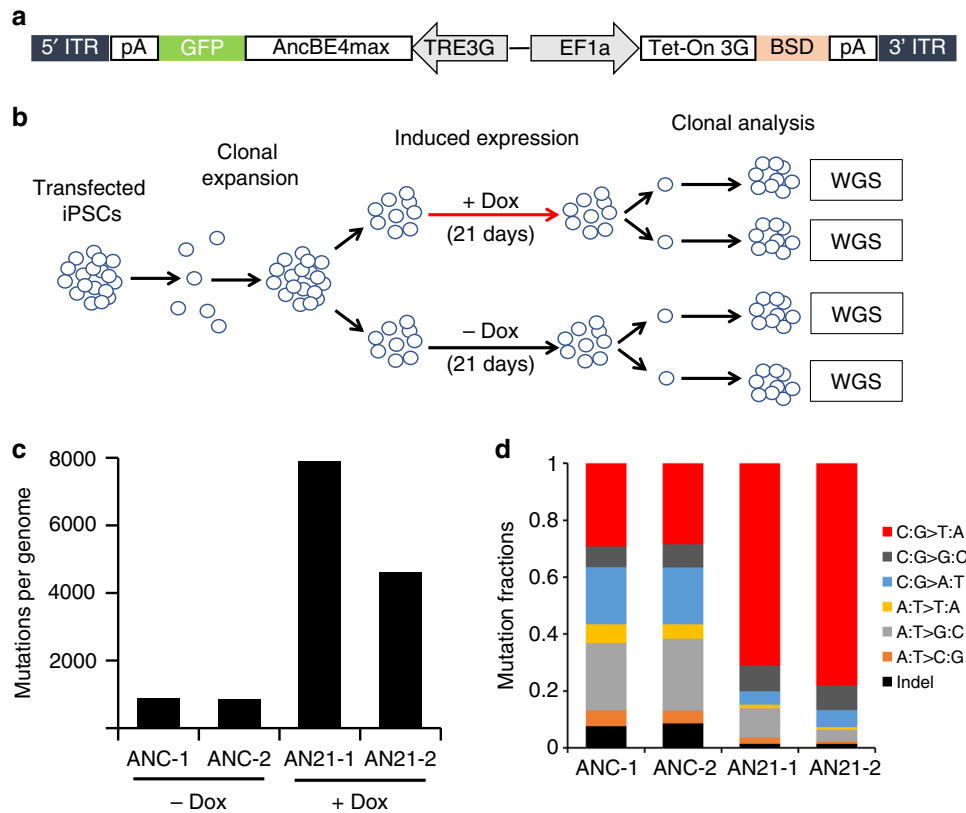 a
5′ ITR pA GFP AncBE4max TRE3G EF1a Tet-On 3G BSD pA 3′ ITR
b
Transfected
iPSCs
Clonal
expansion
Induced expression
Clonal analysis
+ Dox
(21 days)
− Dox
(21 days)
WGS
WGS
WGS
WGS
c
Mutations per genome
8000
6000
4000
2000
ANC-1 ANC-2 AN21-1 AN21-2
− Dox + Dox
d
Mutation fractions
1
0.8
0.6
0.4
0.2
0
ANC-1 ANC-2 AN21-1 AN21-2
C:G>T:A
C:G>G:C
C:G>A:T
A:T>T:A
A:T>G:C
A:T>C:G
Indel